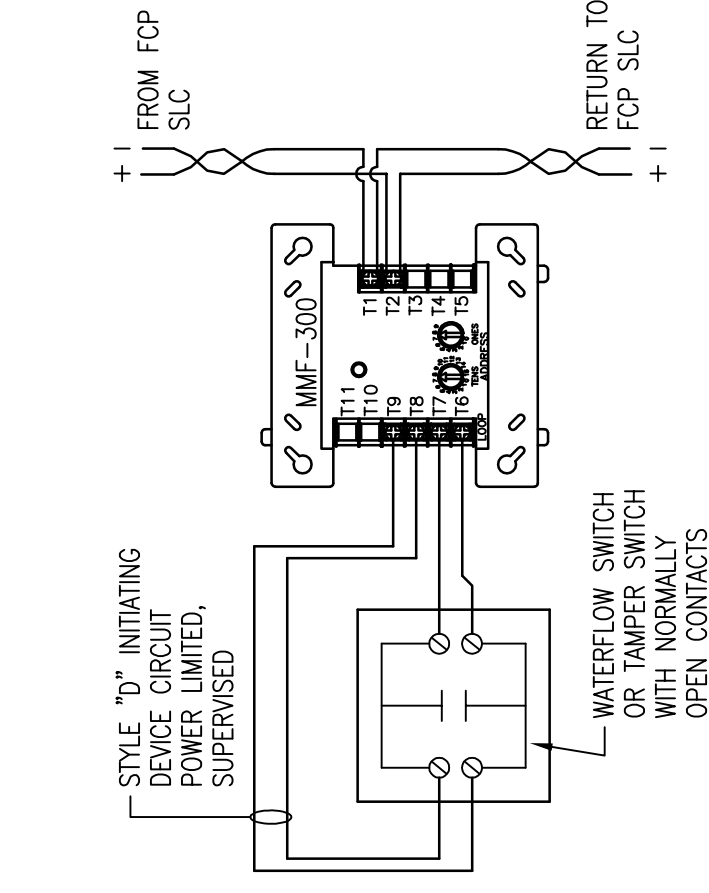 FROM FCP
SLC
− +
RETURN TO
FCP SLC
− +
MMF-300
T1
T2
T3
T4
T5
T11
T10
T9
T8
T7
T6
LOOP
TENS
ONES
ADDRESS
STYLE "D" INITIATING
DEVICE CIRCUIT
POWER LIMITED,
SUPERVISED
WATERFLOW SWITCH
OR TAMPER SWITCH
WITH NORMALLY
OPEN CONTACTS